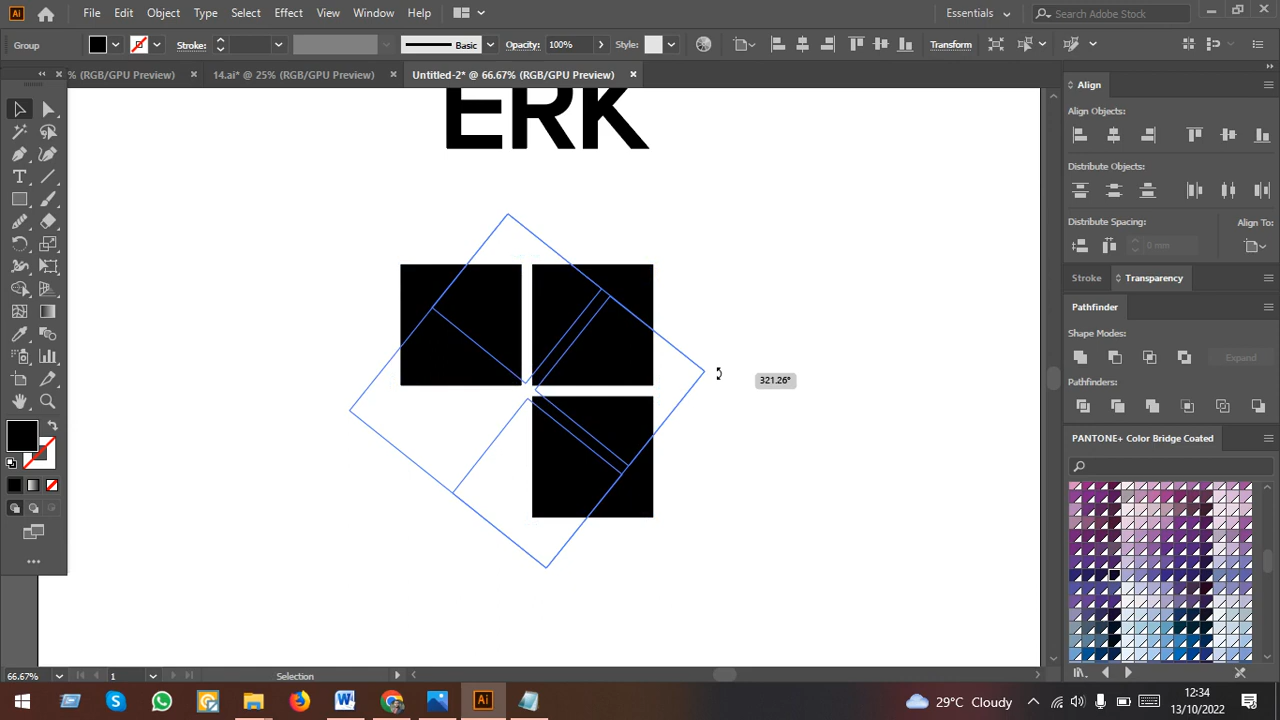 Ai File Edit Object Type Select Effect View Window Help Essentials Search Adobe Stock
Group Stroke: Basic Opacity: 100% Style: Transform
% (RGB/GPU Preview) × 14.ai* @ 25% (RGB/GPU Preview) × Untitled-2* @ 66.67% (RGB/GPU Preview) ×
Align
ERK
Align Objects:
Distribute Objects:
Distribute Spacing: Align To:
0 mm
Stroke Transparency
Pathfinder
Shape Modes:
Expand
321.26°
Pathfinders:
PANTONE+ Color Bridge Coated
66.67% 1 Selection
Ai 29°C Cloudy 12:34
13/10/2022